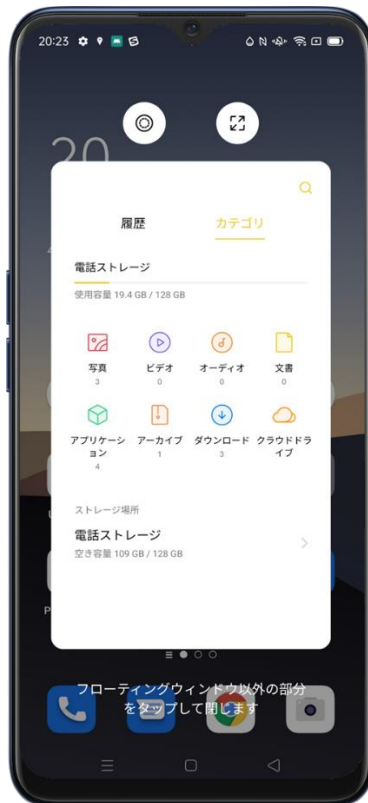 20:23
20
履歴
カテゴリ
電話ストレージ
使用容量 19.4 GB / 128 GB
写真
ビデオ
オーディオ
文書
3
0
0
0
アプリケーシ
ョン
アーカイブ
ダウンロード
クラウドドラ
イブ
4
1
3
ストレージ場所
電話ストレージ
空き容量 109 GB / 128 GB
フローティングウィンドウ以外の部分
をタップして閉じます